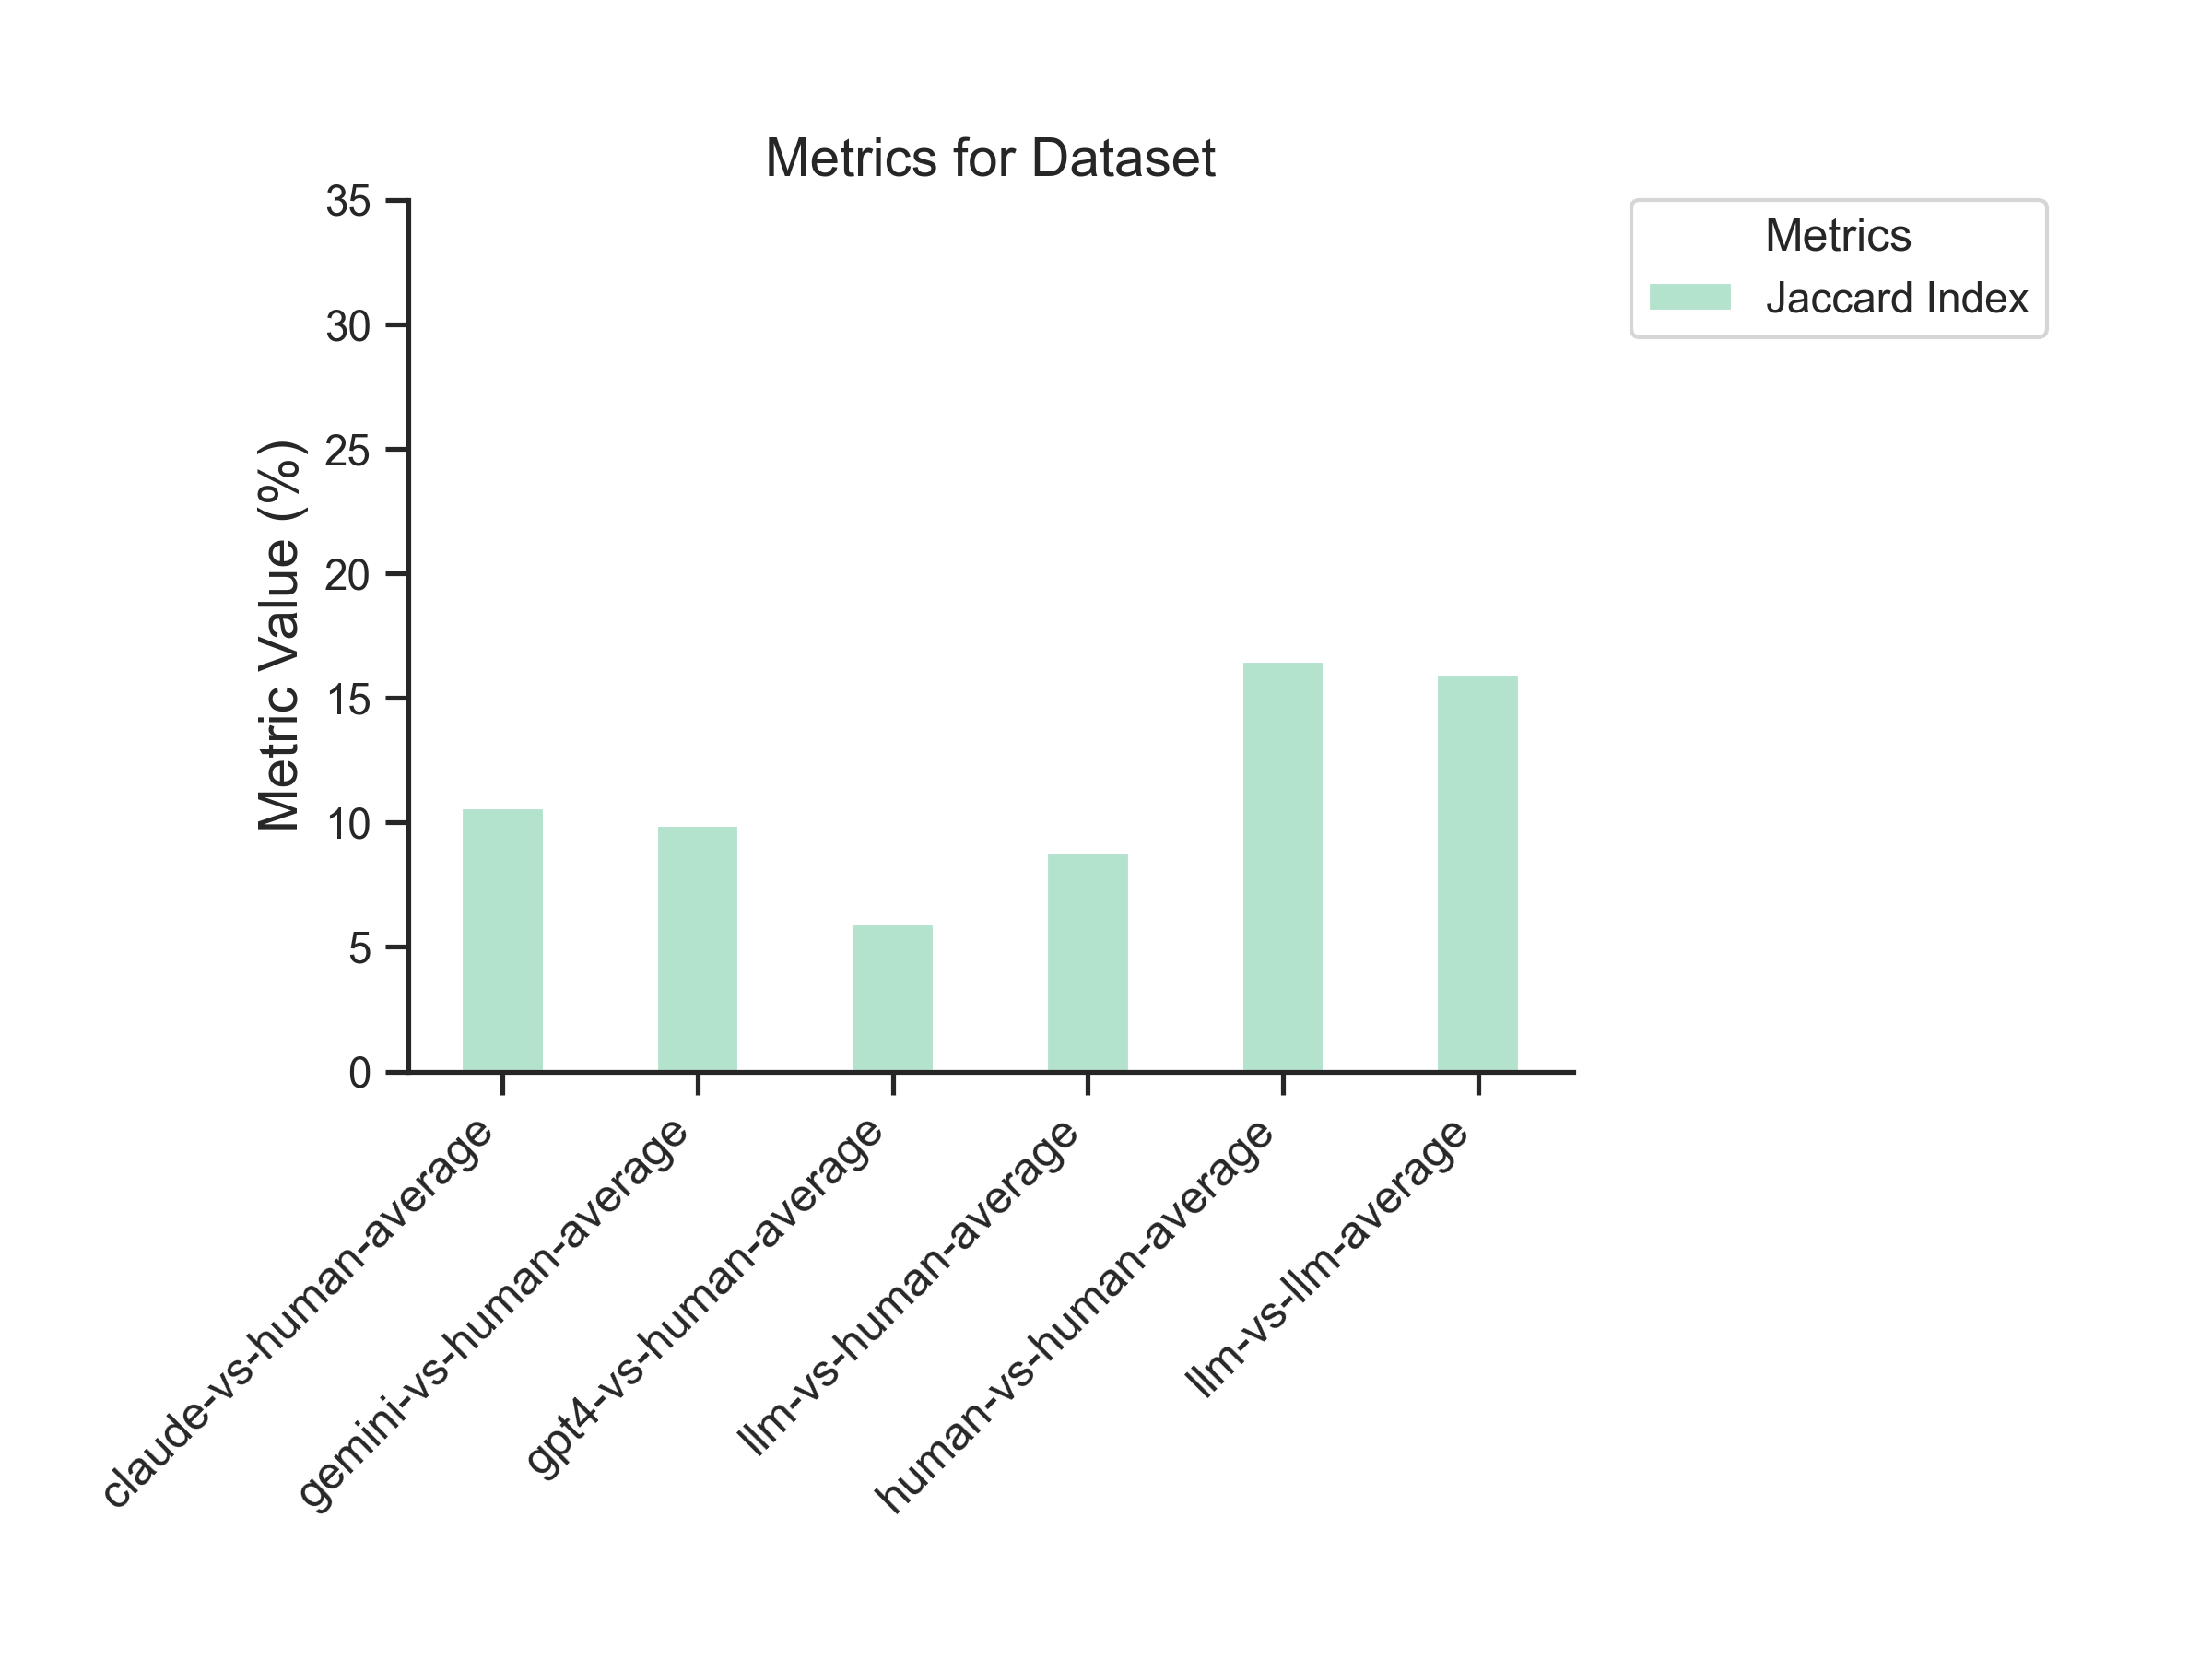 Metrics for Dataset
Metrics
Jaccard Index
Metric Value (%)
35
30
25
20
15
10
5
0
claude-vs-human-average
gemini-vs-human-average
gpt4-vs-human-average
llm-vs-human-average
human-vs-human-average
llm-vs-llm-average